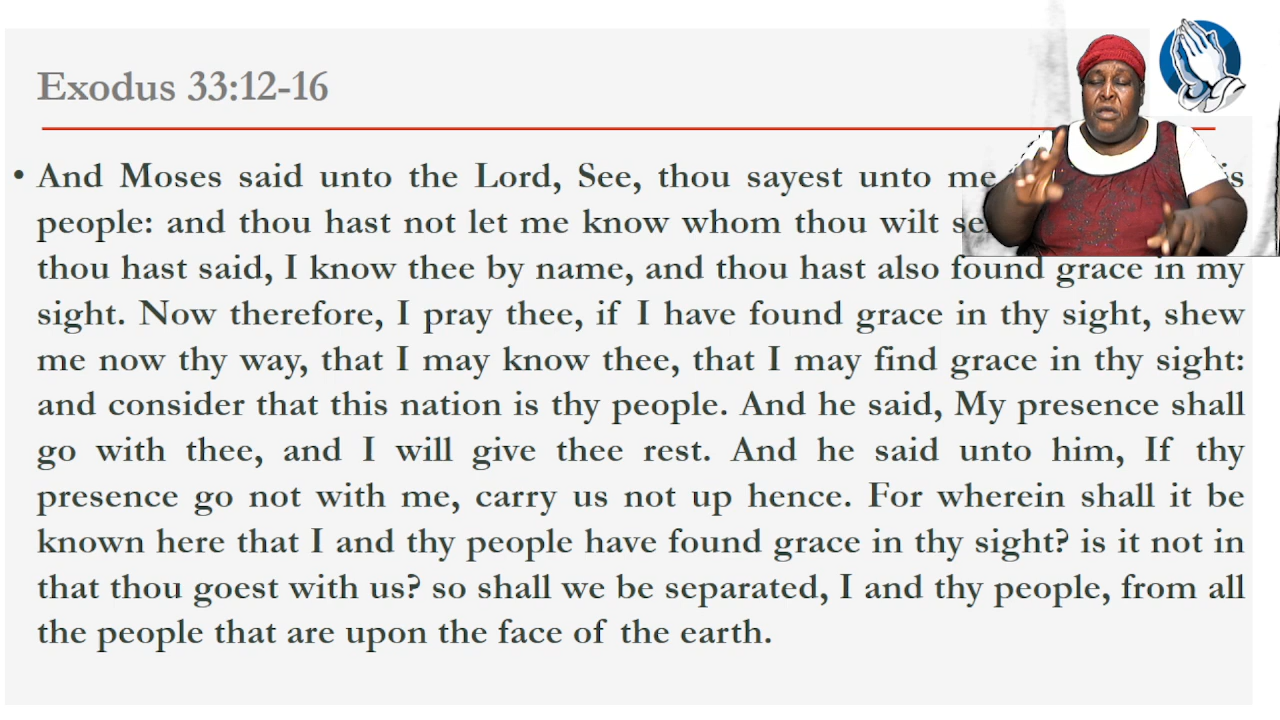 Exodus 33:12-16
• And Moses said unto the Lord, See, thou sayest unto me
people: and thou hast not let me know whom thou wilt
thou hast said, I know thee by name, and thou hast also found grace in my
sight. Now therefore, I pray thee, if I have found grace in thy sight, shew
me now thy way, that I may know thee, that I may find grace in thy sight:
and consider that this nation is thy people. And he said, My presence shall
go with thee, and I will give thee rest. And he said unto him, If thy
presence go not with me, carry us not up hence. For wherein shall it be
known here that I and thy people have found grace in thy sight? is it not in
that thou goest with us? so shall we be separated, I and thy people, from all
the people that are upon the face of the earth.